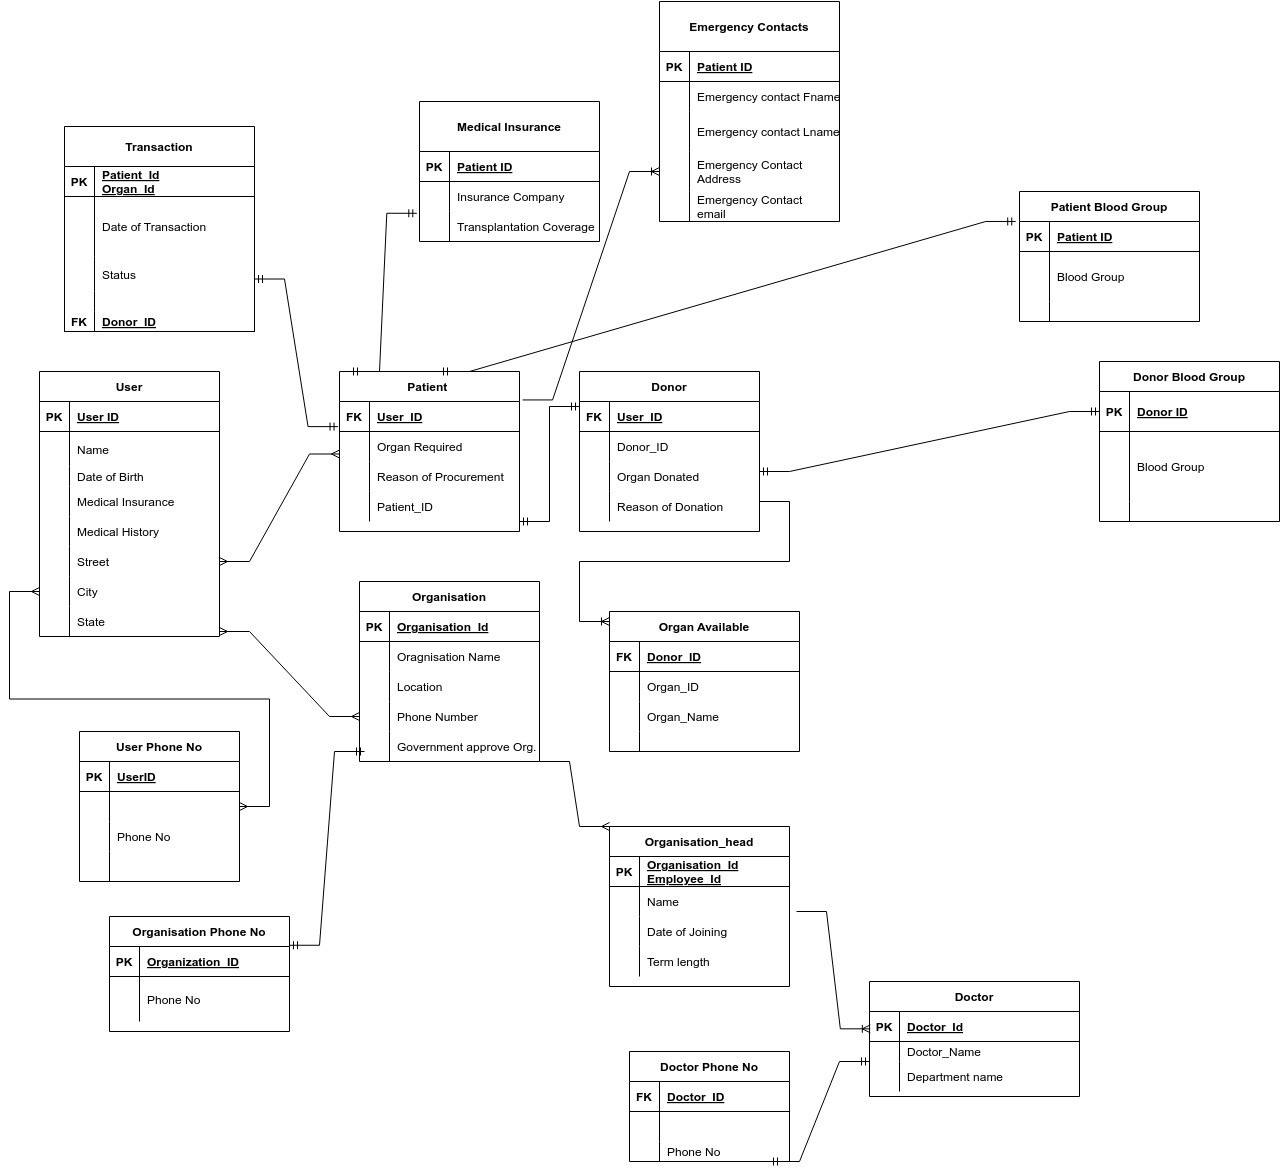 Emergency Contacts
PK Patient ID
Emergency contact Fname
Emergency contact Lname
Emergency Contact
Address
Emergency Contact
email
Medical Insurance
PK Patient ID
Insurance Company
Transplantation Coverage
Transaction
PK Patient_Id
Organ_Id
Date of Transaction
Status
FK Donor_ID
Patient Blood Group
PK Patient ID
Blood Group
User
PK User ID
Name
Date of Birth
Medical Insurance
Medical History
Street
City
State
Patient
FK User_ID
Organ Required
Reason of Procurement
Patient_ID
Donor
FK User_ID
Donor_ID
Organ Donated
Reason of Donation
Donor Blood Group
PK Donor ID
Blood Group
Organisation
PK Organisation_Id
Oragnisation Name
Location
Phone Number
Government approve Org.
Organ Available
FK Donor_ID
Organ_ID
Organ_Name
User Phone No
PK UserID
Phone No
Organisation_head
PK Organisation_Id
Employee_Id
Name
Date of Joining
Term length
Organisation Phone No
PK Organization_ID
Phone No
Doctor
PK Doctor_Id
Doctor_Name
Department name
Doctor Phone No
FK Doctor_ID
Phone No